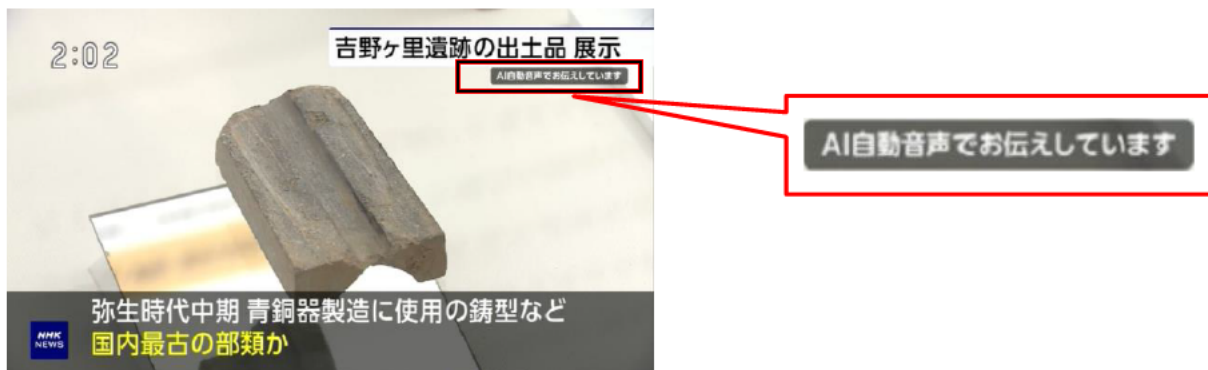 2:02
吉野ヶ里遺跡の出土品 展示
AI自動音声でお伝えしています
AI自動音声でお伝えしています
弥生時代中期 青銅器製造に使用の鋳型など
NHK
NEWS
国内最古の部類か